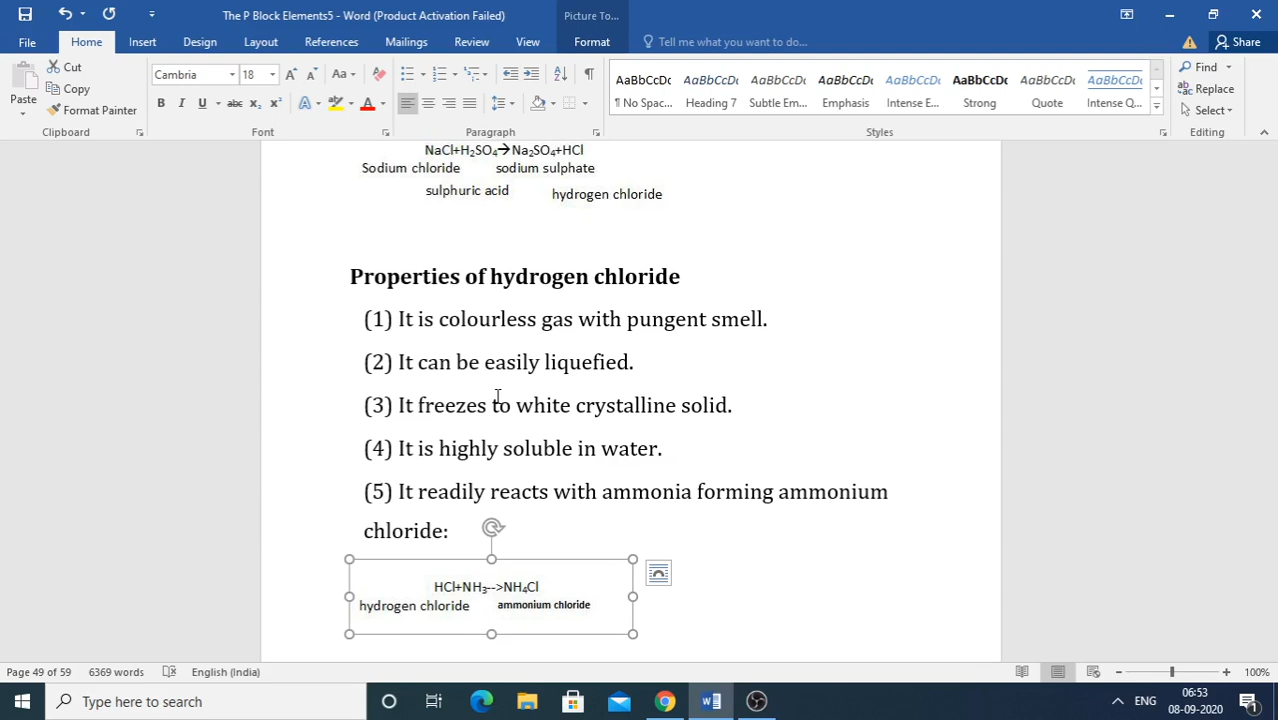 The P Block Elements5 - Word (Product Activation Failed)
Picture To...
File Home Insert Design Layout References Mailings Review View Format Tell me what you want to do... Share
Cut
Copy
Format Painter
Paste
Cambria 18
Find
Replace
Select
AaBbCcDc AaBbCcDc AaBbCcDc AaBbCcDc AaBbCcDc AaBbCcDc AaBbCcDc AaBbCcDc
¶ No Spac... Heading 7 Subtle Em... Emphasis Intense E... Strong Quote Intense Q...
Clipboard Font Paragraph Styles Editing
NaCl+H₂SO₄→Na₂SO₄+HCl
Sodium chloride sodium sulphate
sulphuric acid hydrogen chloride
Properties of hydrogen chloride
(1) It is colourless gas with pungent smell.
(2) It can be easily liquefied.
(3) It freezes to white crystalline solid.
(4) It is highly soluble in water.
(5) It readily reacts with ammonia forming ammonium
chloride:
HCl+NH₃-->NH₄Cl
hydrogen chloride ammonium chloride
Page 49 of 59 6369 words English (India) 100%
Type here to search
ENG
06:53
08-09-2020